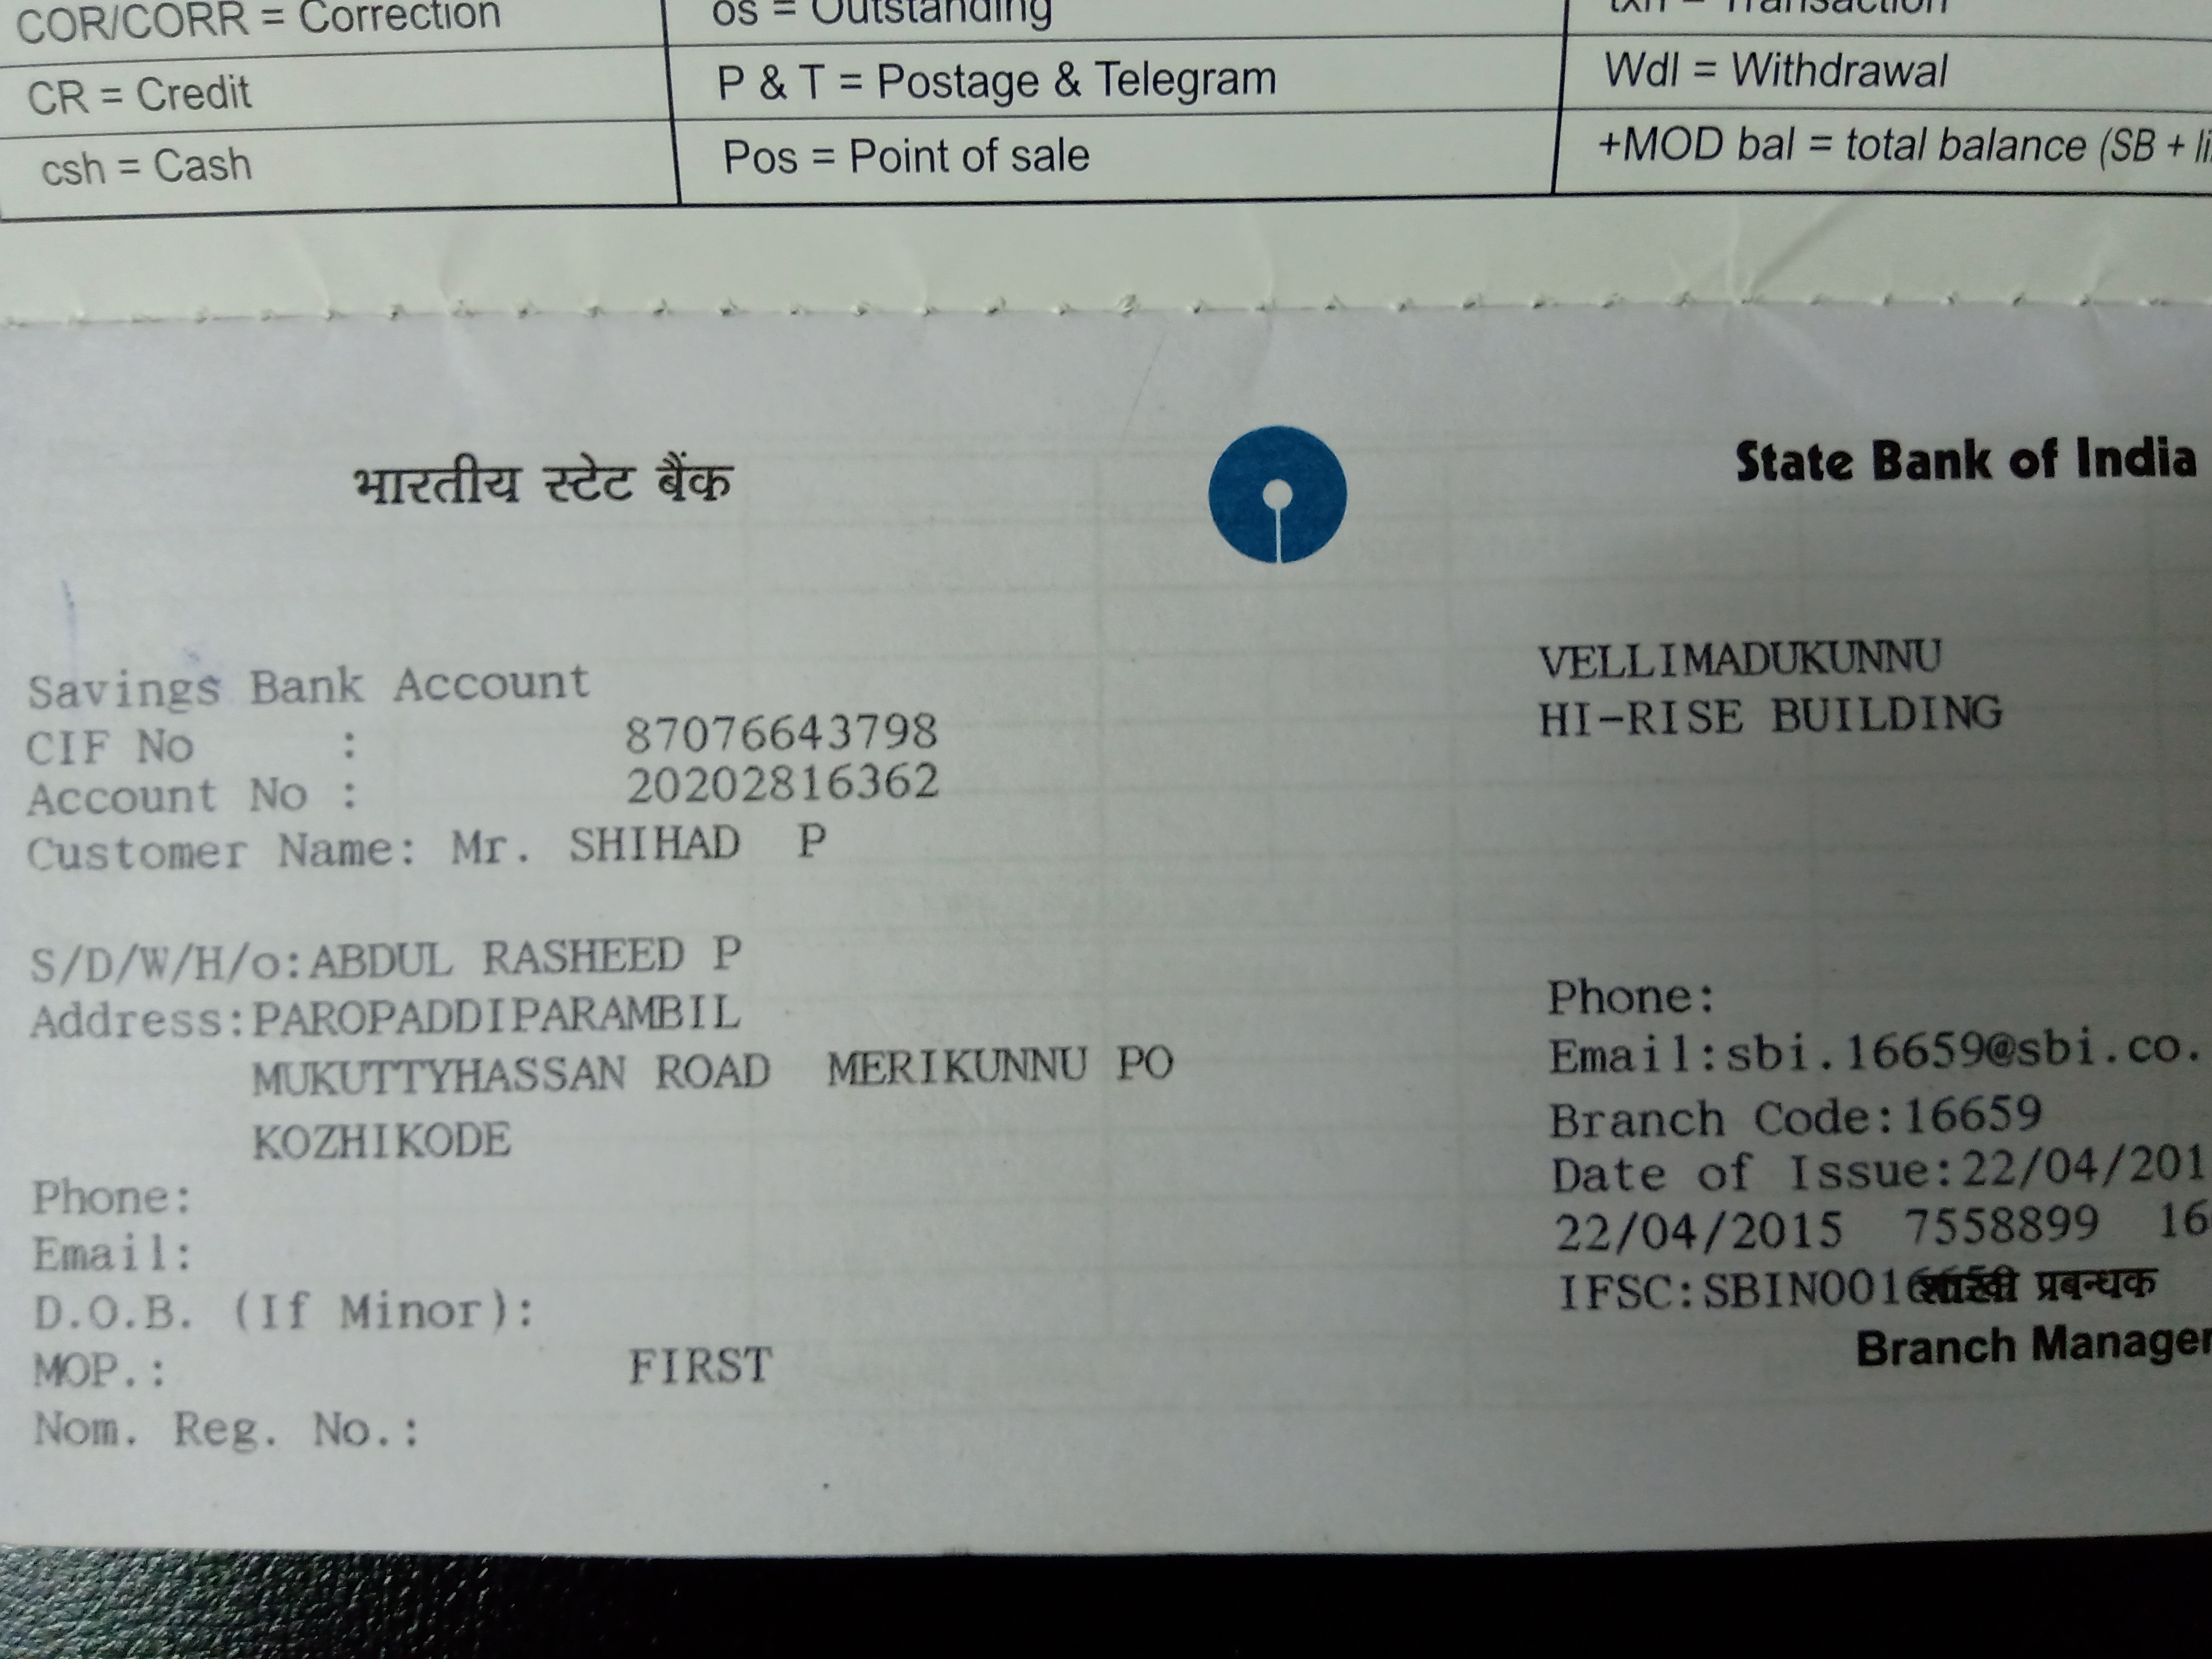 COR/CORR = Correction
os = Outstanding
txn = Transaction
CR = Credit
P & T = Postage & Telegram
Wdl = Withdrawal
csh = Cash
Pos = Point of sale
+MOD bal = total balance (SB +
भारतीय स्टेट बैंक
State Bank of India
Savings Bank Account
CIF No : 87076643798
Account No : 20202816362
Customer Name: Mr. SHIHAD P
S/D/W/H/o:ABDUL RASHEED P
Address:PAROPADDIPARAMBIL
MUKUTTYHASSAN ROAD MERIKUNNU PO
KOZHIKODE
Phone:
Email:
D.O.B. (If Minor):
MOP.: FIRST
Nom. Reg. No.:
VELLIMADUKUNNU
HI-RISE BUILDING
Phone:
Email:sbi.16659@sbi.co.
Branch Code:16659
Date of Issue:22/04/201
22/04/2015 7558899 16
IFSC:SBIN0016659 शाखा प्रबन्धक
Branch Manager